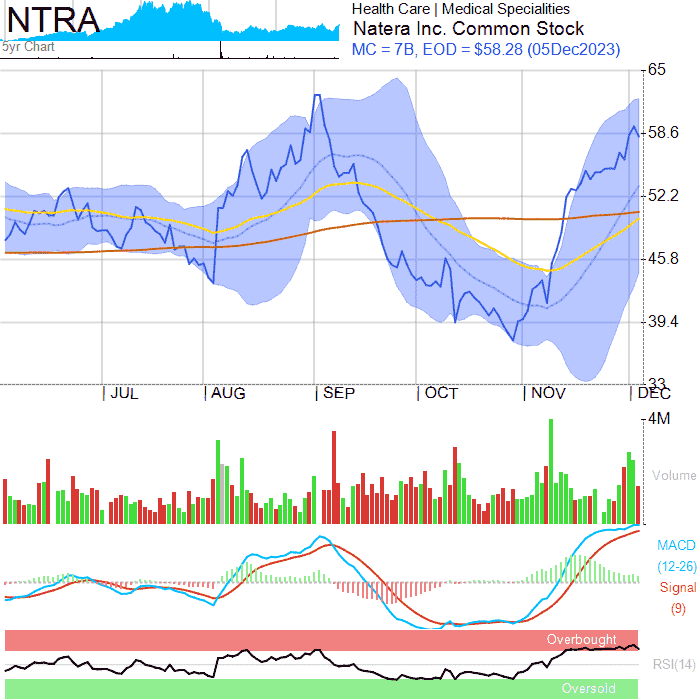 NTRA
5yr Chart
Health Care | Medical Specialities
Natera Inc. Common Stock
MC = 7B, EOD = $58.28 (05Dec2023)
65
58.6
52.2
45.8
39.4
33
JUL AUG SEP OCT NOV DEC
4M
Volume
MACD
(12-26)
Signal
(9)
Overbought
RSI(14)
Oversold